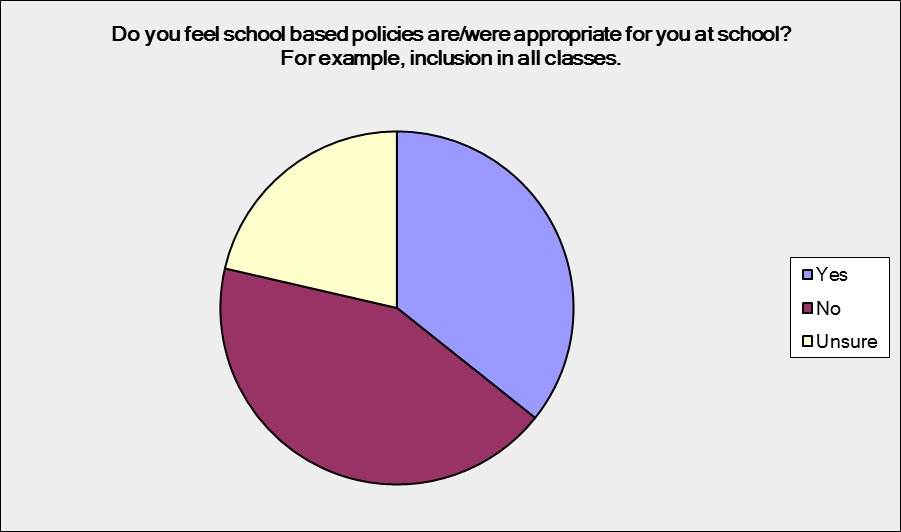 Do you feel school based policies are/were appropriate for you at school?
For example, inclusion in all classes.
Yes
No
Unsure